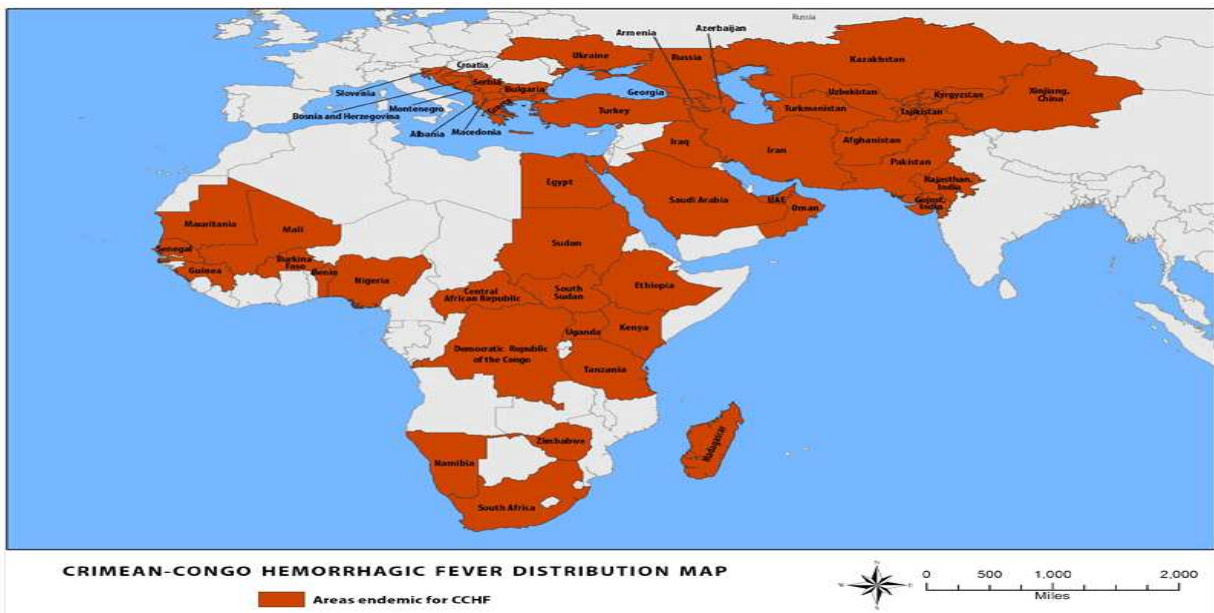 Russia
Armenia
Azerbaijan
Ukraine
Russia
Kazakhstan
Croatia
Slovenia
Serbia
Bulgaria
Georgia
Uzbekistan
Kyrgyzstan
Xinjiang,
China
Bosnia and Herzegovina
Montenegro
Turkey
Turkmenistan
Tajikistan
Albania
Macedonia
Greece
Iraq
Iran
Afghanistan
Pakistan
Rajasthan,
India
Gujrat,
India
Egypt
Saudi Arabia
UAE
Oman
Mauritania
Mali
Sudan
Senegal
Burkina
Faso
Guinea
Benin
Nigeria
Central
African Republic
South
Sudan
Ethiopia
Uganda
Kenya
Democratic Republic
of the Congo
Tanzania
Zimbabwe
Madagascar
Namibia
South Africa
CRIMEAN-CONGO HEMORRHAGIC FEVER DISTRIBUTION MAP
Areas endemic for CCHF
0 500 1,000 2,000
Miles